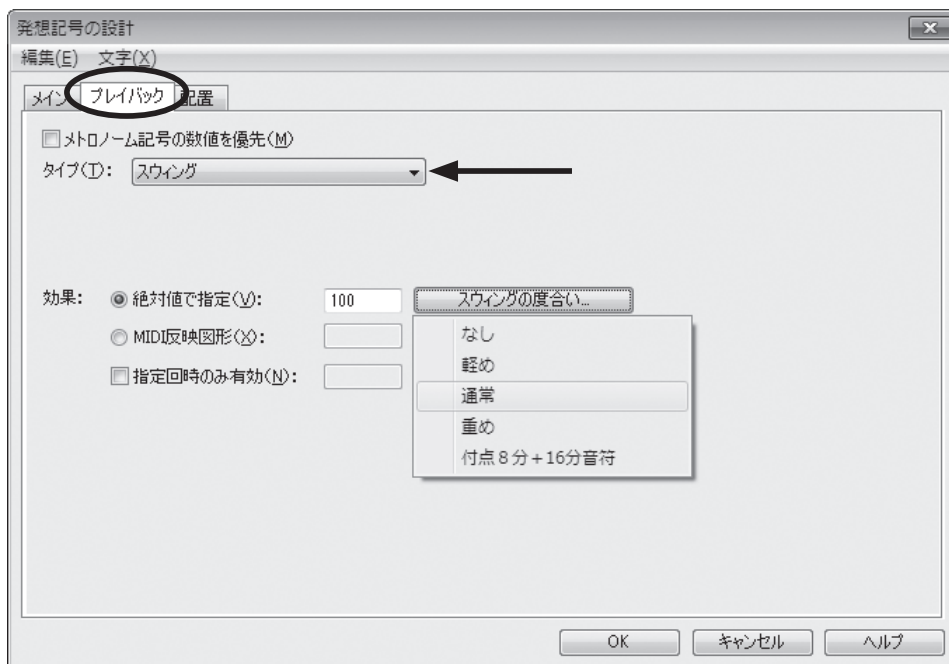 発想記号の設計
編集(E) 文字(X)
メイン プレイバック 配置
メトロノーム記号の数値を優先(M)
タイプ(T): スウィング
効果: 絶対値で指定(V): 100 スウィングの度合い...
MIDI反映図形(X):
指定回時のみ有効(N):
なし
軽め
通常
重め
付点8分+16分音符
OK キャンセル ヘルプ